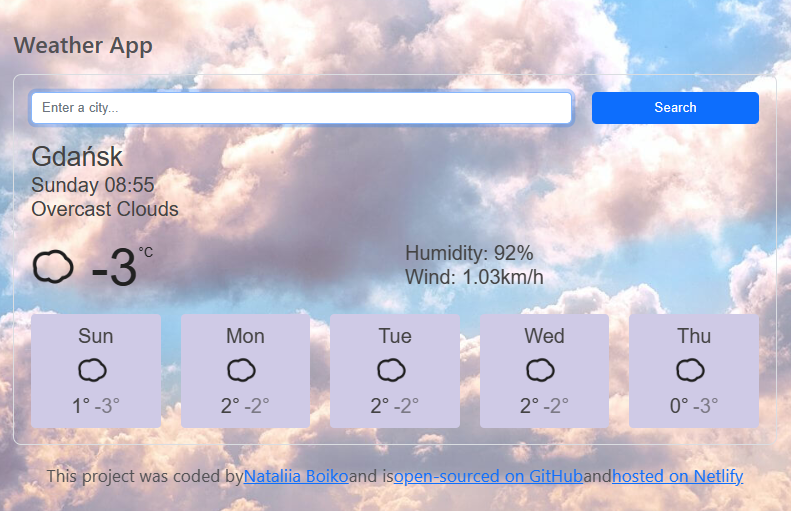 Weather App
Enter a city...
Search
Gdańsk
Sunday 08:55
Overcast Clouds
-3°C
Humidity: 92%
Wind: 1.03km/h
Sun Mon Tue Wed Thu
1° -3° 2° -2° 2° -2° 2° -2° 0° -3°
This project was coded byNataliia Boikoand isopen-sourced on GitHubandhosted on Netlify